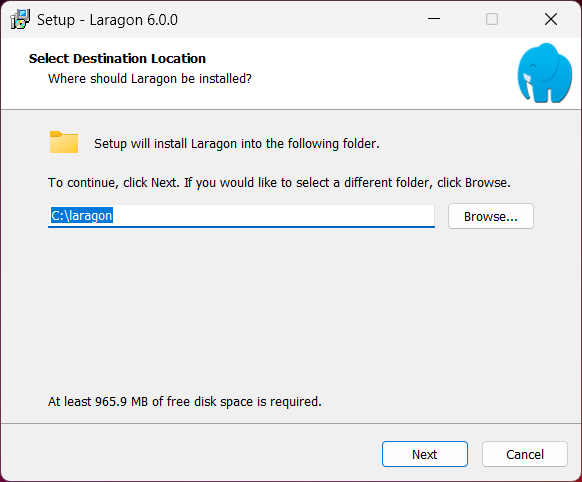 Setup - Laragon 6.0.0
Select Destination Location
Where should Laragon be installed?
Setup will install Laragon into the following folder.
To continue, click Next. If you would like to select a different folder, click Browse.
C:\laragon
Browse...
At least 965.9 MB of free disk space is required.
Next
Cancel